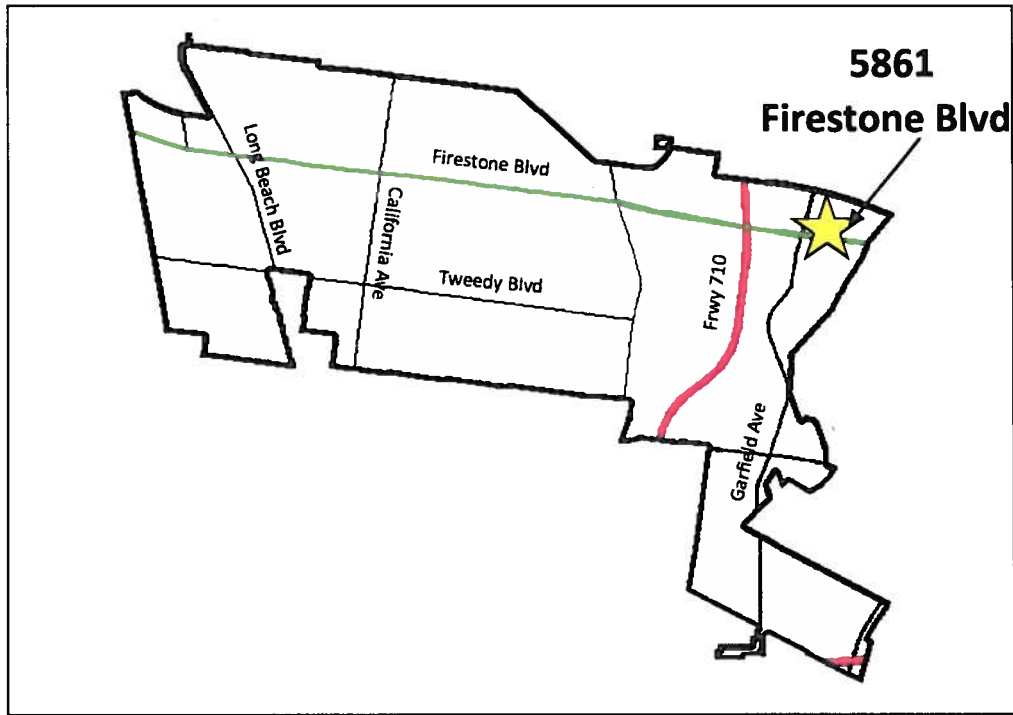 5861
Firestone Blvd
Long Beach Blvd
Firestone Blvd
California Ave
Tweedy Blvd
Frwy 710
Garfield Ave